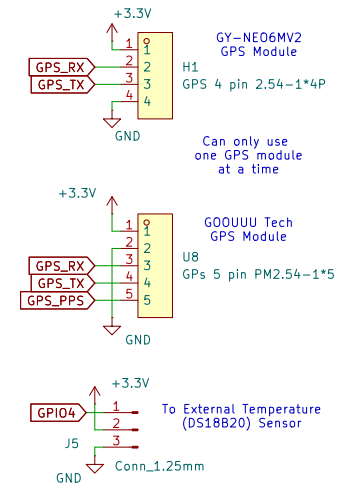 +3.3V
GY-NEO6MV2
GPS Module
1 1
H1
GPS_RX 2 2
GPS_TX 3 3
GPS 4 pin 2.54-1*4P
4 4
GND
Can only use
one GPS module
at a time
+3.3V
GOOUUU Tech
GPS Module
1 1
2 2
U8
GPS_RX 3 3
GPs 5 pin PM2.54-1*5
GPS_TX 4 4
GPS_PPS 5 5
GND
+3.3V
GPIO4 1
To External Temperature
(DS18B20) Sensor
2
J5 3
Conn_1.25mm
GND